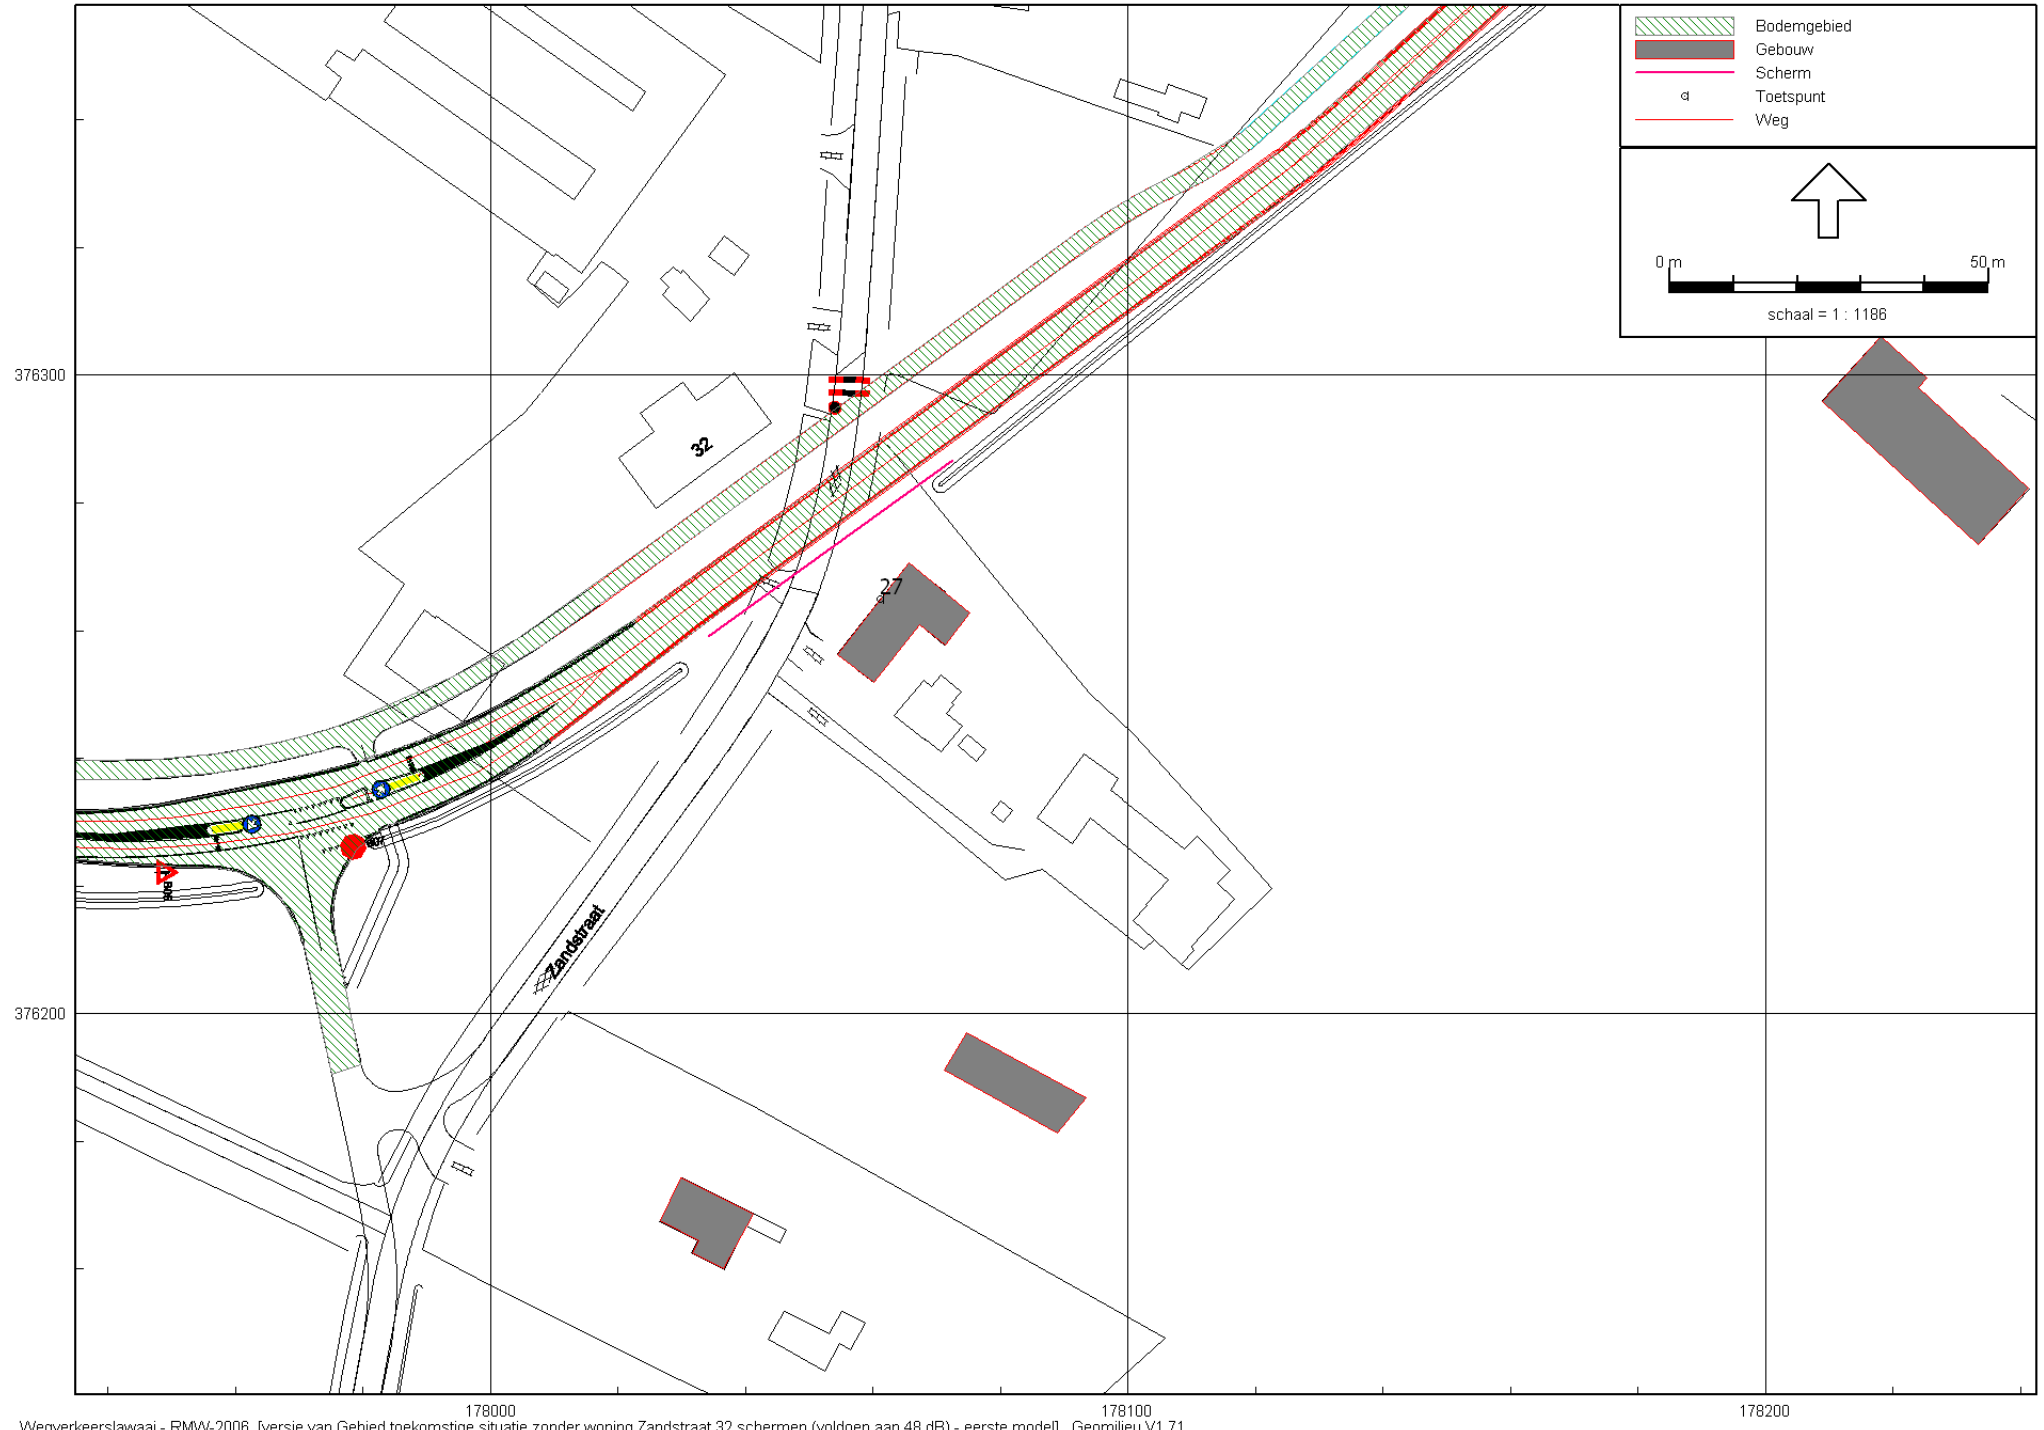 Bodemgebied
Gebouw
Scherm
Toetspunt
Weg
0 m
50 m
schaal = 1 : 1186
376300
32
27
B07
B06
Zandstraat
376200
178000
178100
178200
Wegverkeerslawaai - RMW-2006, [versie van Gebied toekomstige situatie zonder woning Zandstraat 32 schermen (voldoen aan 48 dB) - eerste model], Geomilieu V1.71